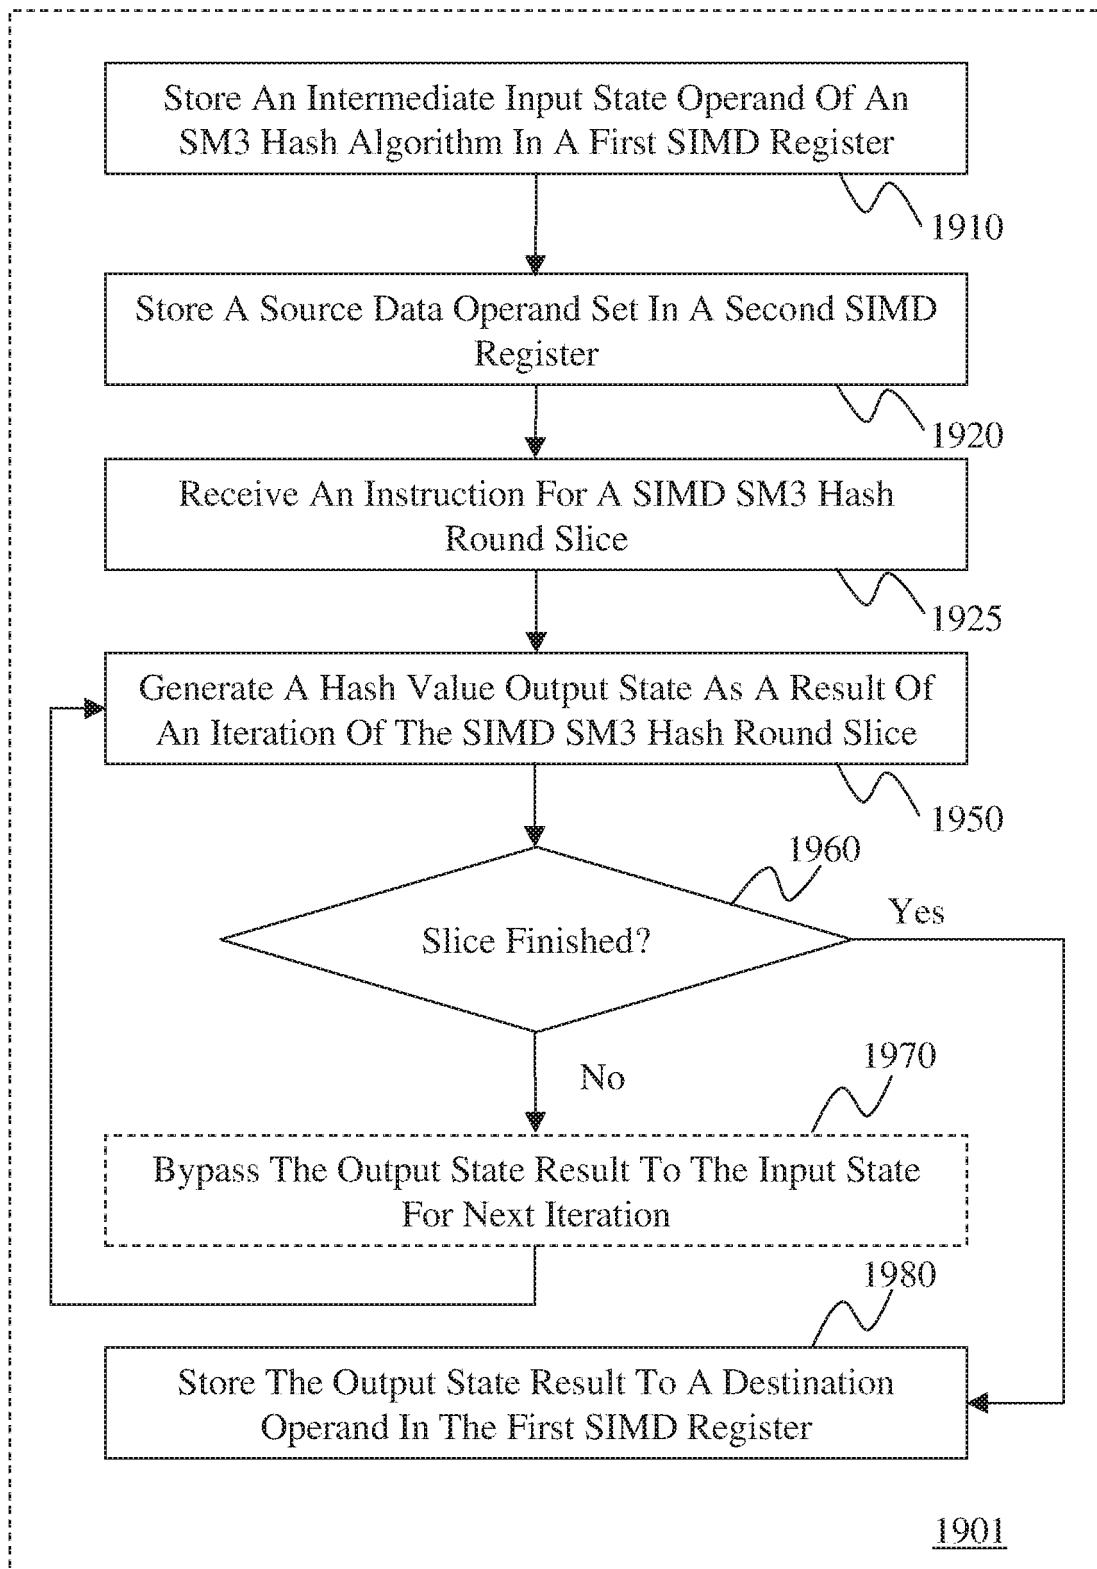 Store An Intermediate Input State Operand Of An
SM3 Hash Algorithm In A First SIMD Register
1910
Store A Source Data Operand Set In A Second SIMD
Register
1920
Receive An Instruction For A SIMD SM3 Hash
Round Slice
1925
Generate A Hash Value Output State As A Result Of
An Iteration Of The SIMD SM3 Hash Round Slice
1950
1960
Yes
Slice Finished?
No
1970
Bypass The Output State Result To The Input State
For Next Iteration
1980
Store The Output State Result To A Destination
Operand In The First SIMD Register
1901